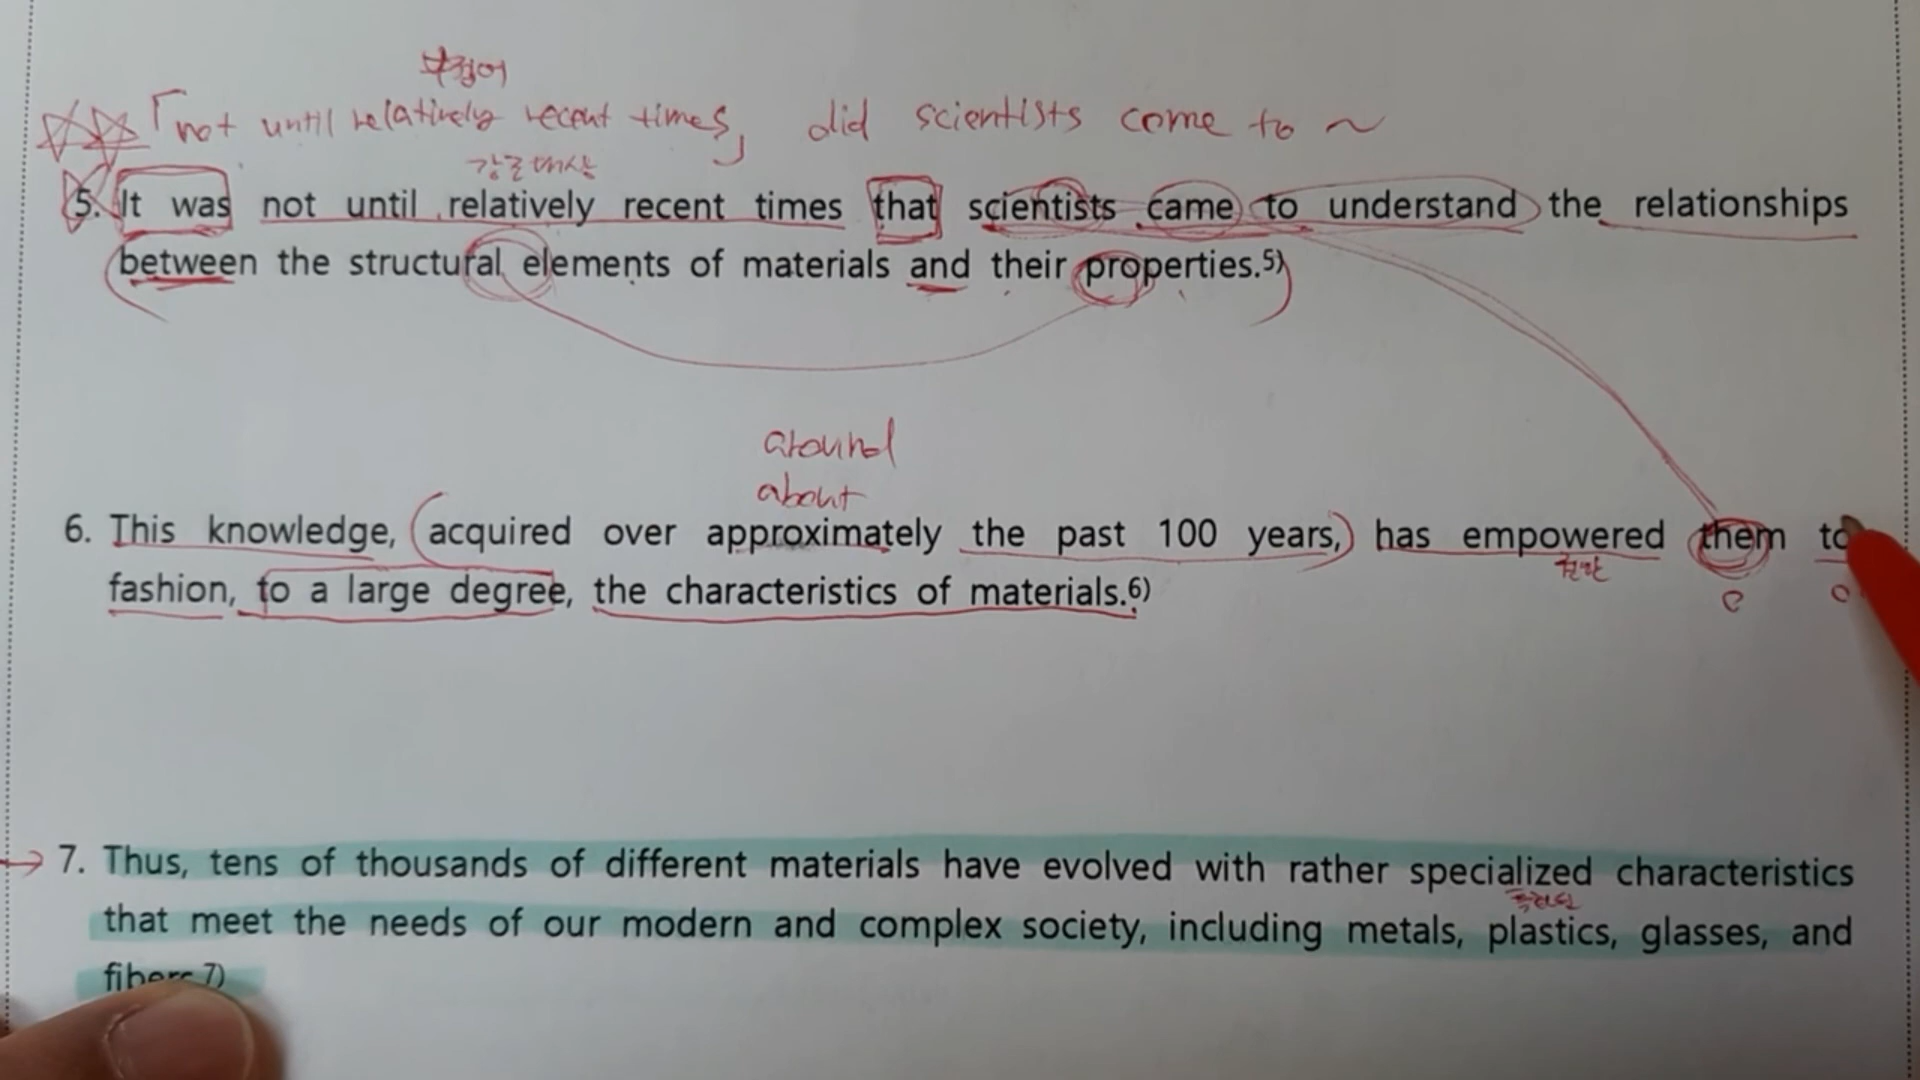 부정어
「not until relatively recent times, did scientists come to ~
강조대상
5. It was not until relatively recent times that scientists came to understand the relationships
between the structural elements of materials and their properties.5)
around
about
6. This knowledge, acquired over approximately the past 100 years, has empowered them to
O
fashion, to a large degree, the characteristics of materials.6)
7. Thus, tens of thousands of different materials have evolved with rather specialized characteristics
that meet the needs of our modern and complex society, including metals, plastics, glasses, and
fibers.7)